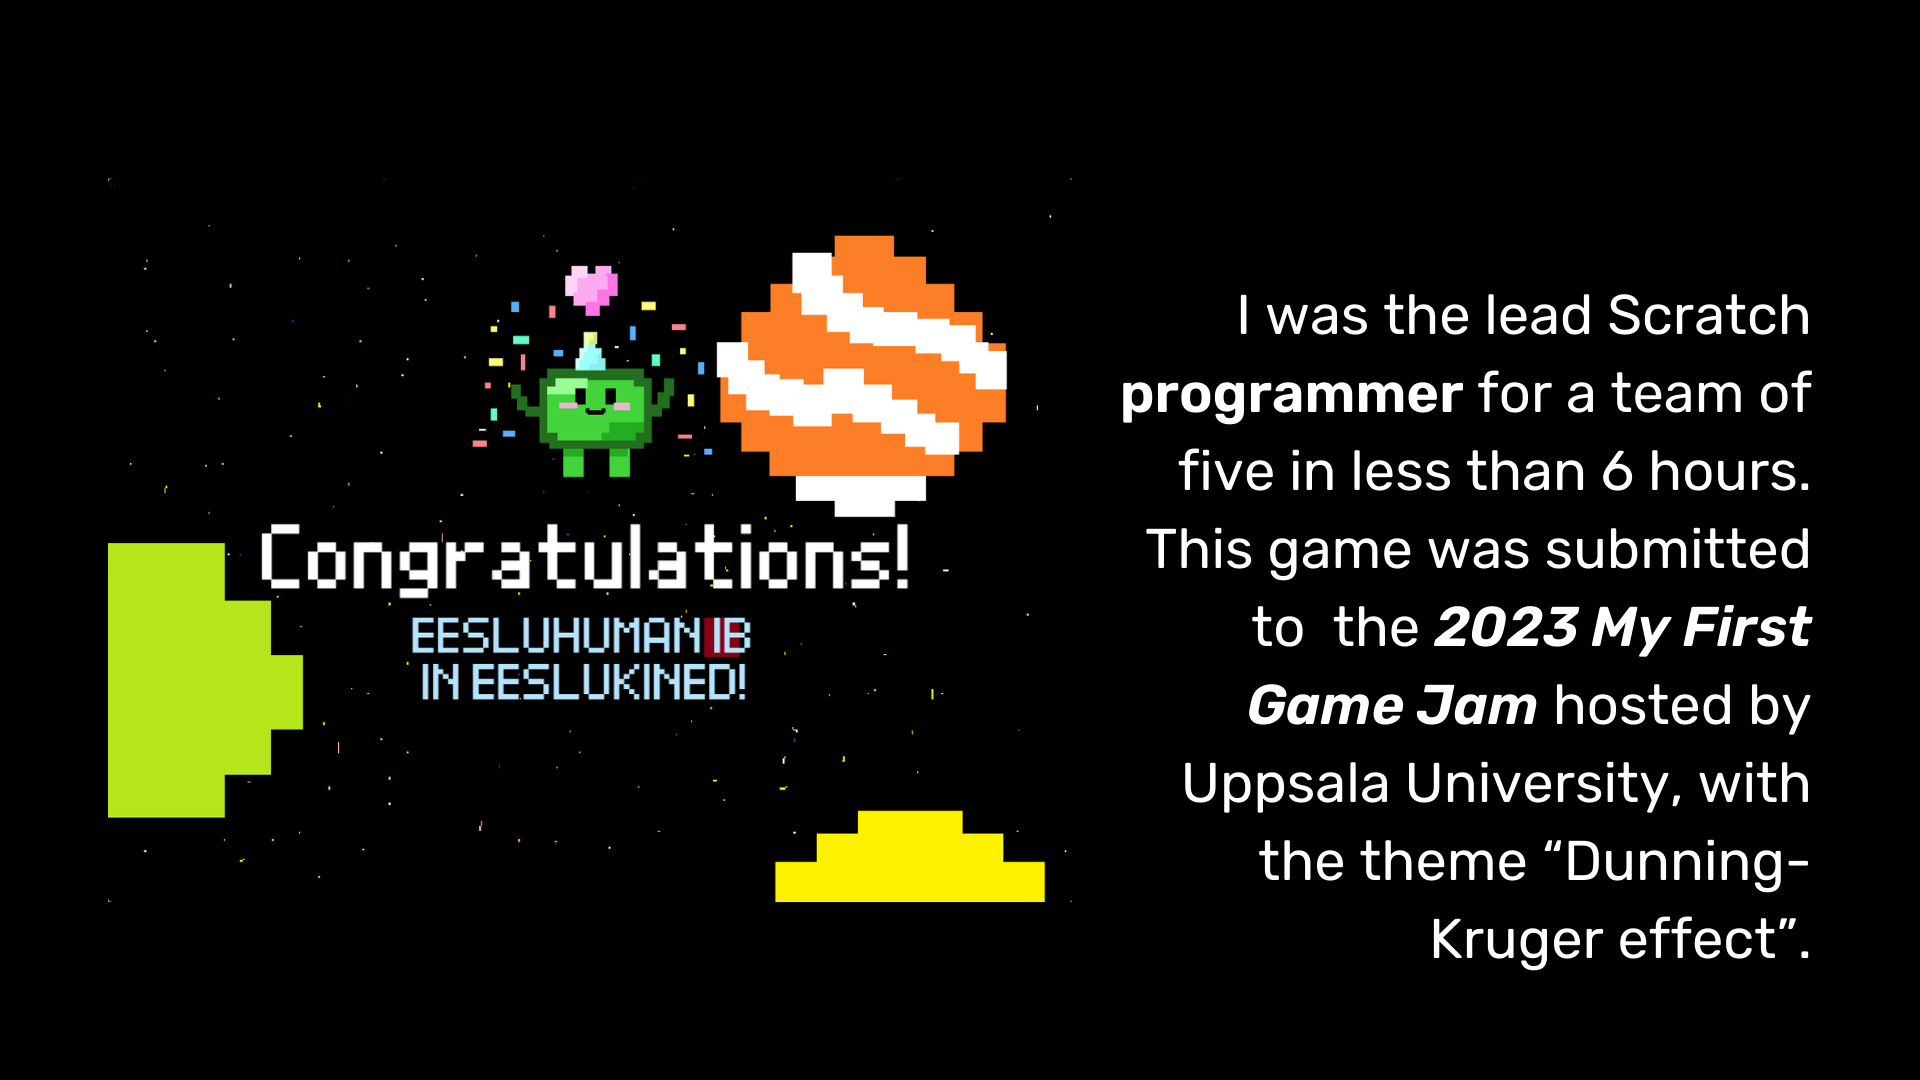 Congratulations!
EESLUHUMAN IB
IN EESLUKINED!
I was the lead Scratch
programmer for a team of
five in less than 6 hours.
This game was submitted
to the 2023 My First
Game Jam hosted by
Uppsala University, with
the theme “Dunning-
Kruger effect”.